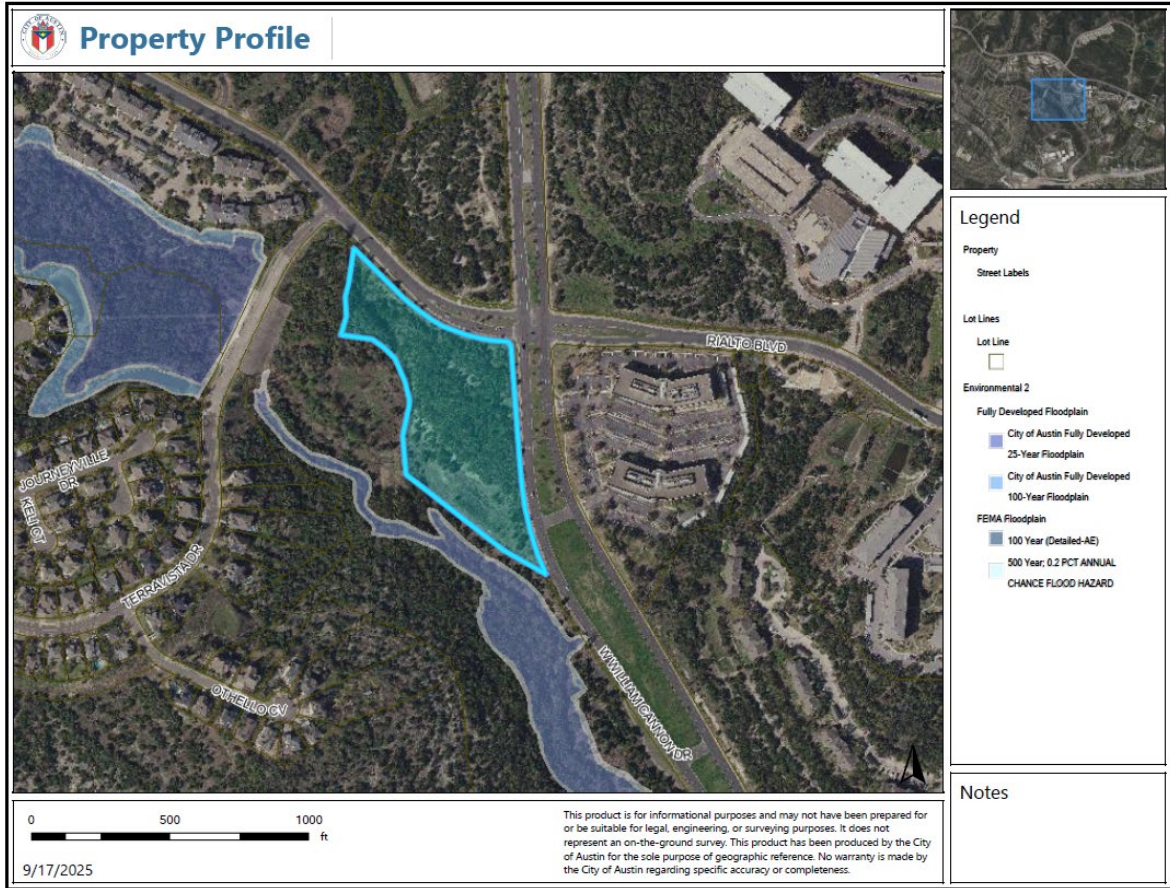 CITY OF AUSTIN
Property Profile
RIALTO BLVD
JOURNEYVILLE
DR
KELI CT
TERRAVISTA DR
OTHELLO CV
W WILLIAM CANNON DR
Legend
Property
Street Labels
Lot Lines
Lot Line
Environmental 2
Fully Developed Floodplain
City of Austin Fully Developed
25-Year Floodplain
City of Austin Fully Developed
100-Year Floodplain
FEMA Floodplain
100 Year (Detailed-AE)
500 Year; 0.2 PCT ANNUAL
CHANCE FLOOD HAZARD
Notes
0 500 1000
ft
9/17/2025
This product is for informational purposes and may not have been prepared for
or be suitable for legal, engineering, or surveying purposes. It does not
represent an on-the-ground survey. This product has been produced by the City
of Austin for the sole purpose of geographic reference. No warranty is made by
the City of Austin regarding specific accuracy or completeness.